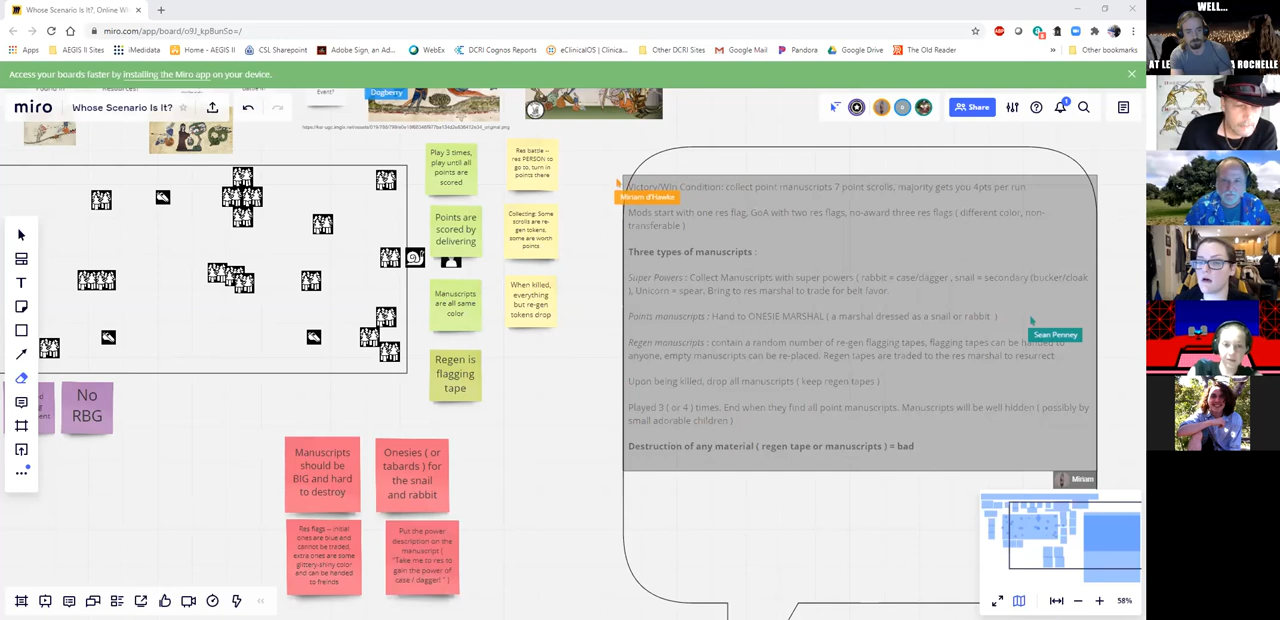 Whose Scenario Is It?, Online W
miro.com/app/board/o9J_kpBunSo=/
Apps
AEGIS II Sites
iMedidata
Home - AEGIS II
CSL Sharepoint
Adobe Sign, an Ad...
WebEx
DCRI Cognos Reports
eClinicalOS (Clinica...
Other DCRI Sites
Google Mail
Pandora
Google Drive
The Old Reader
Other bookmarks
Access your boards faster by installing the Miro app on your device.
miro
Whose Scenario Is It?
Event?
Dogberry
Share
Play 3 times,
play until all
points are
scored
Res battle --
res PERSON to
go to, turn in
points there
Points are
scored by
delivering
Collecting: Some
scrolls are re-
gen tokens,
some are worth
points
Manuscripts
are all same
color
When killed,
everything
but re-gen
tokens drop
Regen is
flagging
tape
No
RBG
Manuscripts
should be
BIG and hard
to destroy
Onesies ( or
tabards ) for
the snail
and rabbit
Res flags -- initial
ones are true and
cannot be traded,
extra ones are some
glittery-shiny color
and can be handed
to freinds
Put the power
description on the
manuscript (
"Take me to res to
gain the power of
case / dagger! " )
Victory/Win Condition: collect point manuscripts 7 point scrolls, majority gets you 4pts per run
Miriam d'Hawke
Mods start with one res flag, GoA with two res flags, no-award three res flags ( different color, non-
transferable )
Three types of manuscripts :
Super Powers : Collect Manuscripts with super powers ( rabbit = case/dagger , snail = secondary (bucker/cloak
), Unicorn = spear. Bring to res marshal to trade for belt favor.
Points manuscripts : Hand to ONESIE MARSHAL ( a marshal dressed as a snail or rabbit )
Sean Penney
Regen manuscripts : contain a random number of re-gen flagging tapes, flagging tapes can be handed to
anyone, empty manuscripts can be re-placed. Regen tapes are traded to the res marshal to resurrect.
Upon being killed, drop all manuscripts ( keep regen tapes )
Played 3 ( or 4 ) times. End when they find all point manuscripts. Manuscripts will be well hidden ( possibly by
small adorable children )
Destruction of any material ( regen tape or manuscripts ) = bad
Miriam
58%
WELL...